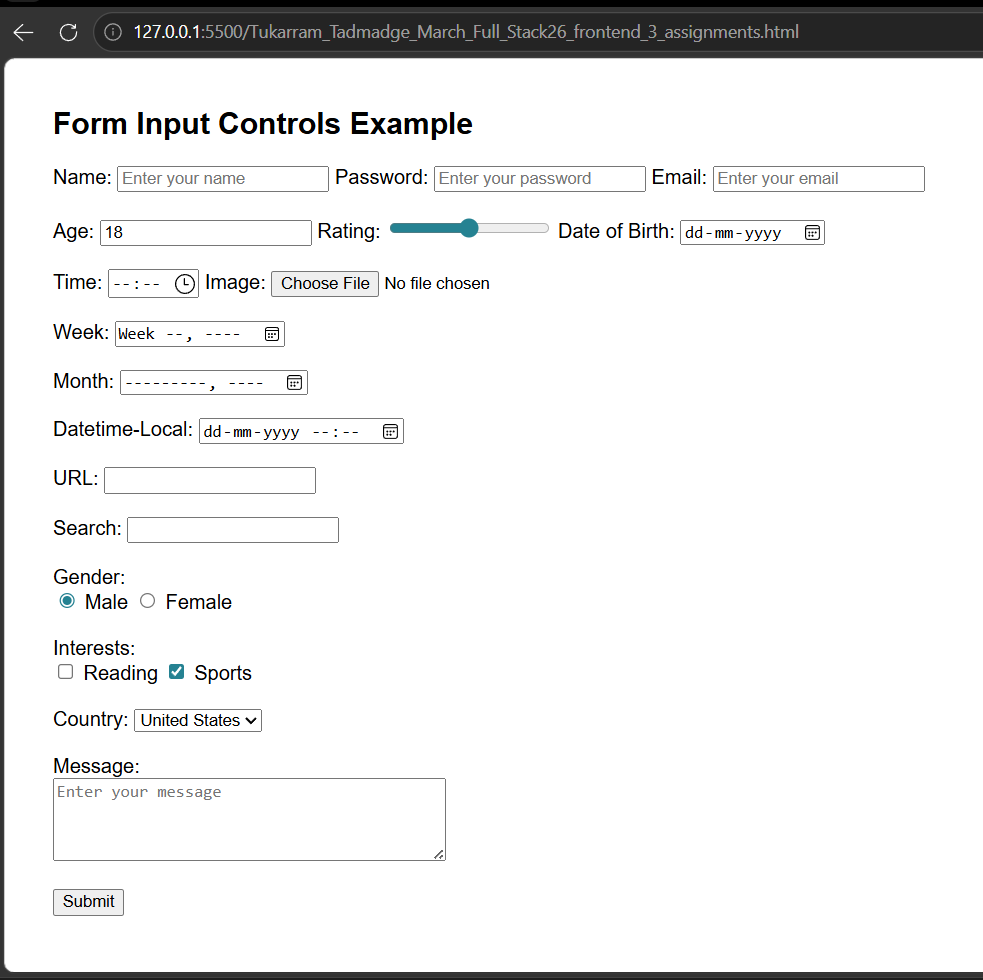 127.0.0.1:5500/Tukarram_Tadmadge_March_Full_Stack26_frontend_3_assignments.html
Form Input Controls Example
Name: Enter your name Password: Enter your password Email: Enter your email
Age: 18 Rating: Date of Birth: dd-mm-yyyy
Time: --:-- Image: Choose File No file chosen
Week: Week --, ----
Month: ---------, ----
Datetime-Local: dd-mm-yyyy --:--
URL:
Search:
Gender:
Male Female
Interests:
Reading Sports
Country: United States
Message:
Enter your message
Submit